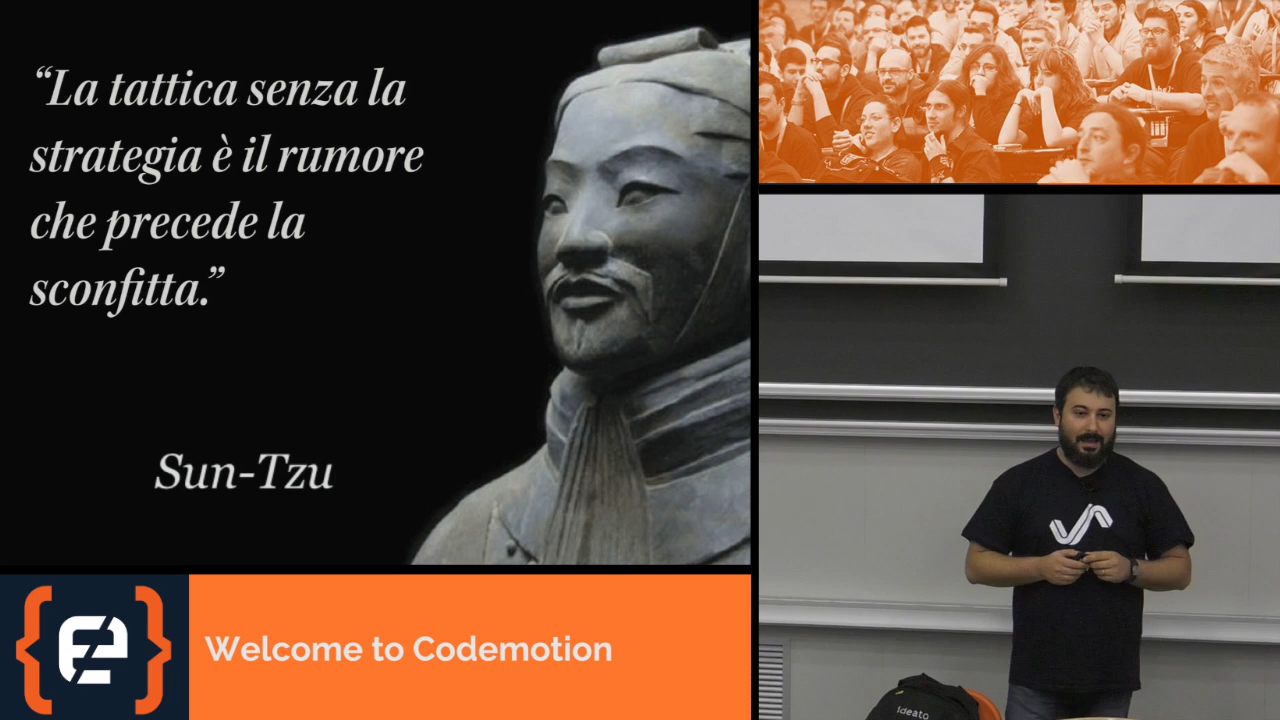 “La tattica senza la
strategia è il rumore
che precede la
sconfitta.”
Sun-Tzu
Welcome to Codemotion
ideato